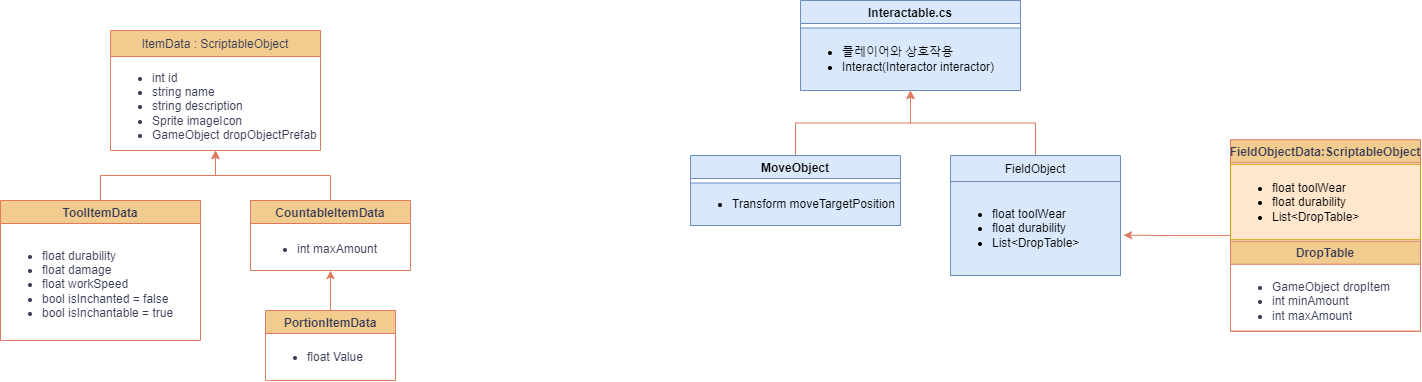 ItemData : ScriptableObject
int id
string name
string description
Sprite imageIcon
GameObject dropObjectPrefab
ToolItemData
float durability
float damage
float workSpeed
bool isInchanted = false
bool isInchantable = true
CountableItemData
int maxAmount
PortionItemData
float Value
Interactable.cs
플레이어와 상호작용
Interact(Interactor interactor)
MoveObject
Transform moveTargetPosition
FieldObject
float toolWear
float durability
List<DropTable>
FieldObjectData:ScriptableObject
float toolWear
float durability
List<DropTable>
DropTable
GameObject dropItem
int minAmount
int maxAmount